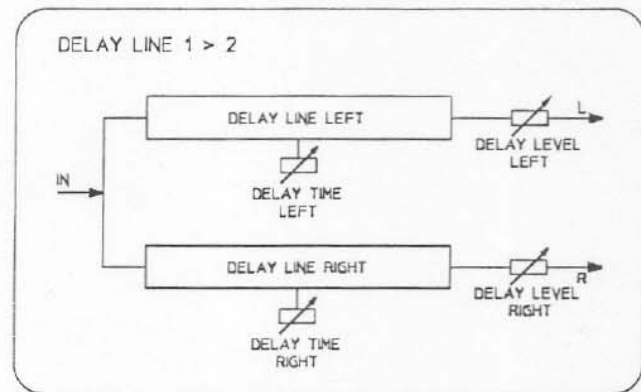 DELAY LINE 1 > 2
DELAY LINE LEFT
L
DELAY LEVEL
LEFT
DELAY TIME
LEFT
IN
DELAY LINE RIGHT
R
DELAY LEVEL
RIGHT
DELAY TIME
RIGHT